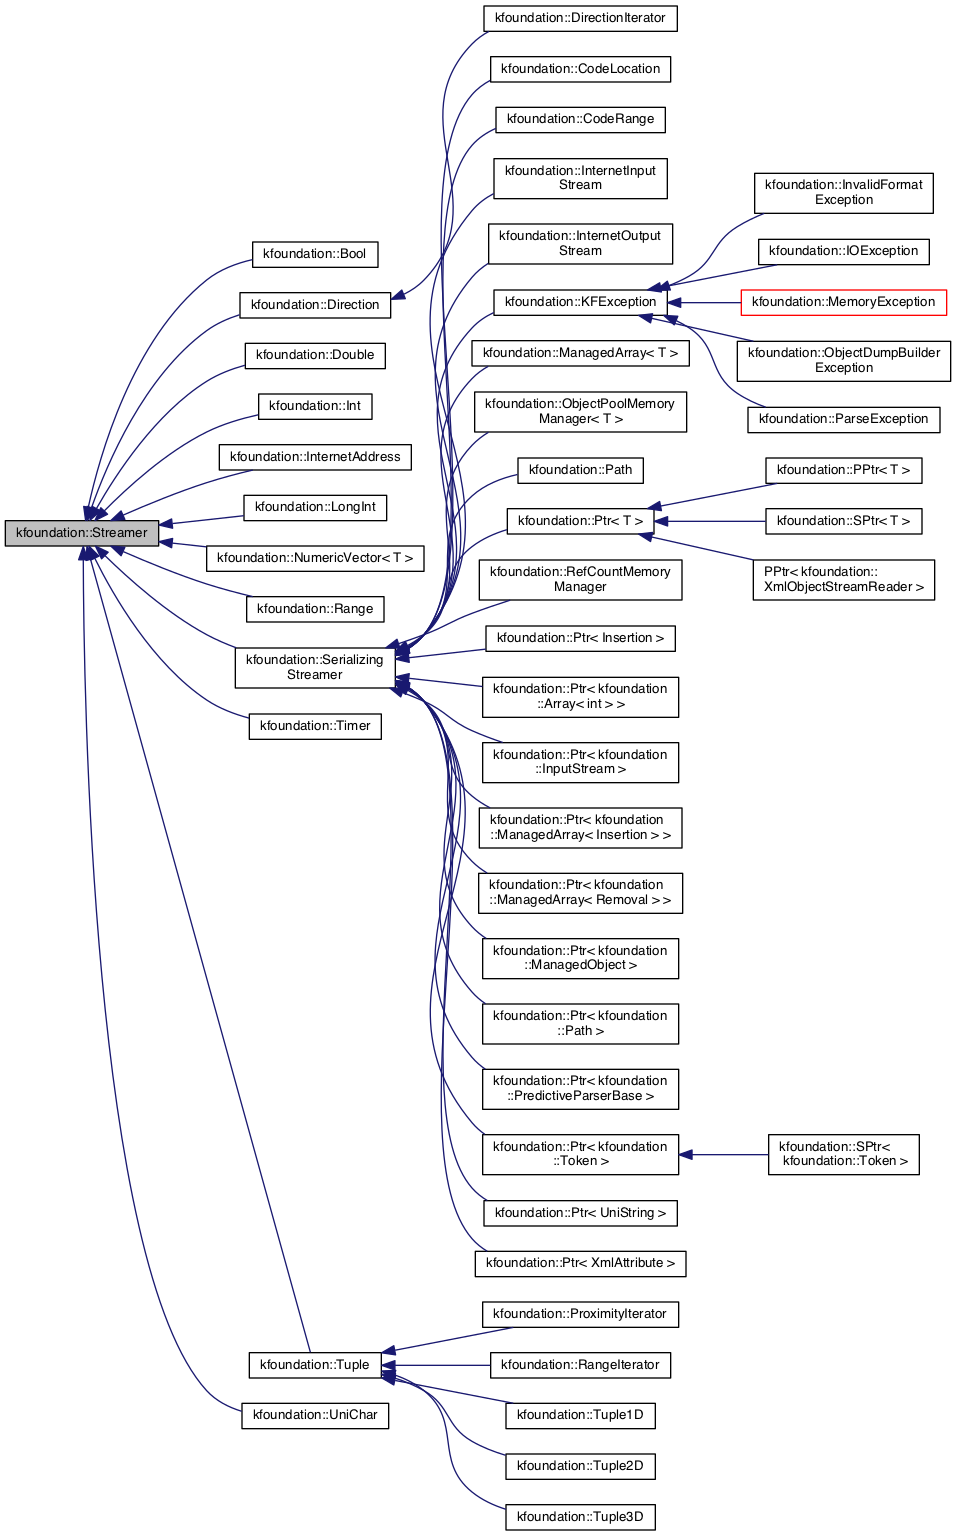 kfoundation::Streamer
kfoundation::Bool
kfoundation::Direction
kfoundation::Double
kfoundation::Int
kfoundation::InternetAddress
kfoundation::LongInt
kfoundation::NumericVector< T >
kfoundation::Range
kfoundation::Serializing
Streamer
kfoundation::Timer
kfoundation::Tuple
kfoundation::UniChar
kfoundation::DirectionIterator
kfoundation::CodeLocation
kfoundation::CodeRange
kfoundation::InternetInput
Stream
kfoundation::InternetOutput
Stream
kfoundation::KFException
kfoundation::ManagedArray< T >
kfoundation::ObjectPoolMemory
Manager< T >
kfoundation::Path
kfoundation::Ptr< T >
kfoundation::RefCountMemory
Manager
kfoundation::Ptr< Insertion >
kfoundation::Ptr< kfoundation
::Array< int > >
kfoundation::Ptr< kfoundation
::InputStream >
kfoundation::Ptr< kfoundation
::ManagedArray< Insertion > >
kfoundation::Ptr< kfoundation
::ManagedArray< Removal > >
kfoundation::Ptr< kfoundation
::ManagedObject >
kfoundation::Ptr< kfoundation
::Path >
kfoundation::Ptr< kfoundation
::PredictiveParserBase >
kfoundation::Ptr< kfoundation
::Token >
kfoundation::Ptr< UniString >
kfoundation::Ptr< XmlAttribute >
kfoundation::ProximityIterator
kfoundation::RangeIterator
kfoundation::Tuple1D
kfoundation::Tuple2D
kfoundation::Tuple3D
kfoundation::InvalidFormat
Exception
kfoundation::IOException
kfoundation::MemoryException
kfoundation::ObjectDumpBuilder
Exception
kfoundation::ParseException
kfoundation::PPtr< T >
kfoundation::SPtr< T >
PPtr< kfoundation::
XmlObjectStreamReader >
kfoundation::SPtr<
kfoundation::Token >